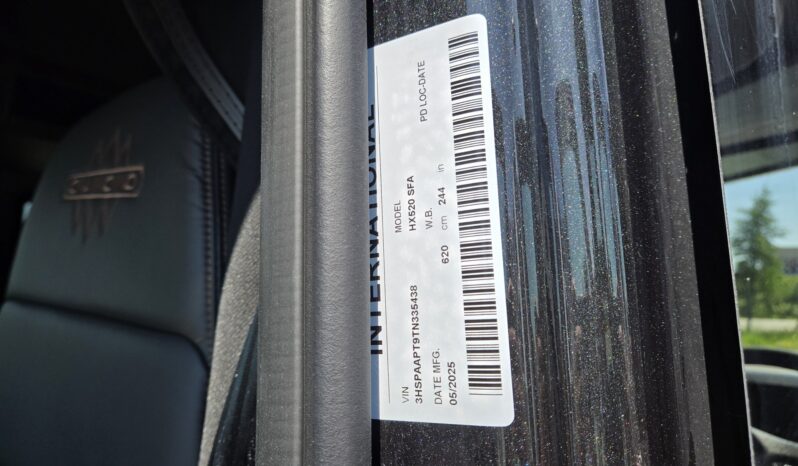 INTERNATIONAL
MODEL
HX520 SFA
W.B.
620 cm 244 in
PD LOC-DATE
VIN
3HSPAAPT9TN335438
DATE MFG.
05/2025